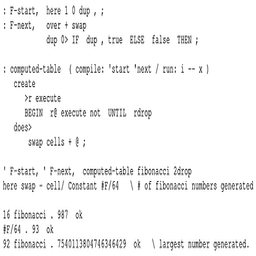 : F-start,  here 1 0 dup , ;
: F-next,   over + swap
            dup 0> IF  dup , true  ELSE  false  THEN ;

: computed-table  ( compile: 'start 'next / run: i -- x )
   create
      >r execute
      BEGIN  r@ execute not  UNTIL  rdrop
   does>
      swap cells + @ ;

' F-start, ' F-next,  computed-table fibonacci 2drop
here swap - cell/ Constant #F/64   \ # of fibonacci numbers generated

16 fibonacci . 987  ok
#F/64 . 93  ok
92 fibonacci . 7540113804746346429  ok   \ largest number generated.